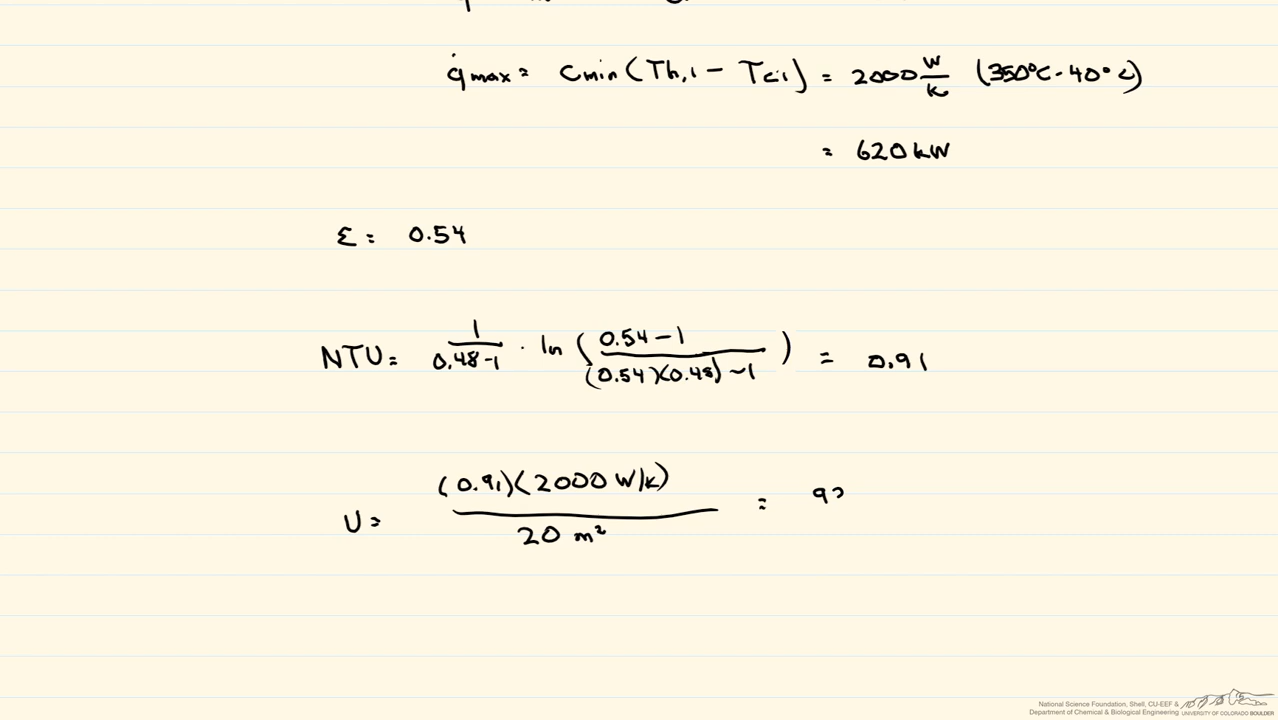 q̇max = Cmin (Th,i - Tc,i) = 2000 W/K (350°C - 40°C)
= 620 kW
ε = 0.54
NTU = 1/(0.48-1) · ln ( (0.54-1)/((0.54)(0.48)-1) ) = 0.91
U = (0.91)(2000 W/K) / 20 m² = 9
National Science Foundation, Shell, CU-EEF &
Department of Chemical & Biological Engineering UNIVERSITY OF COLORADO BOULDER